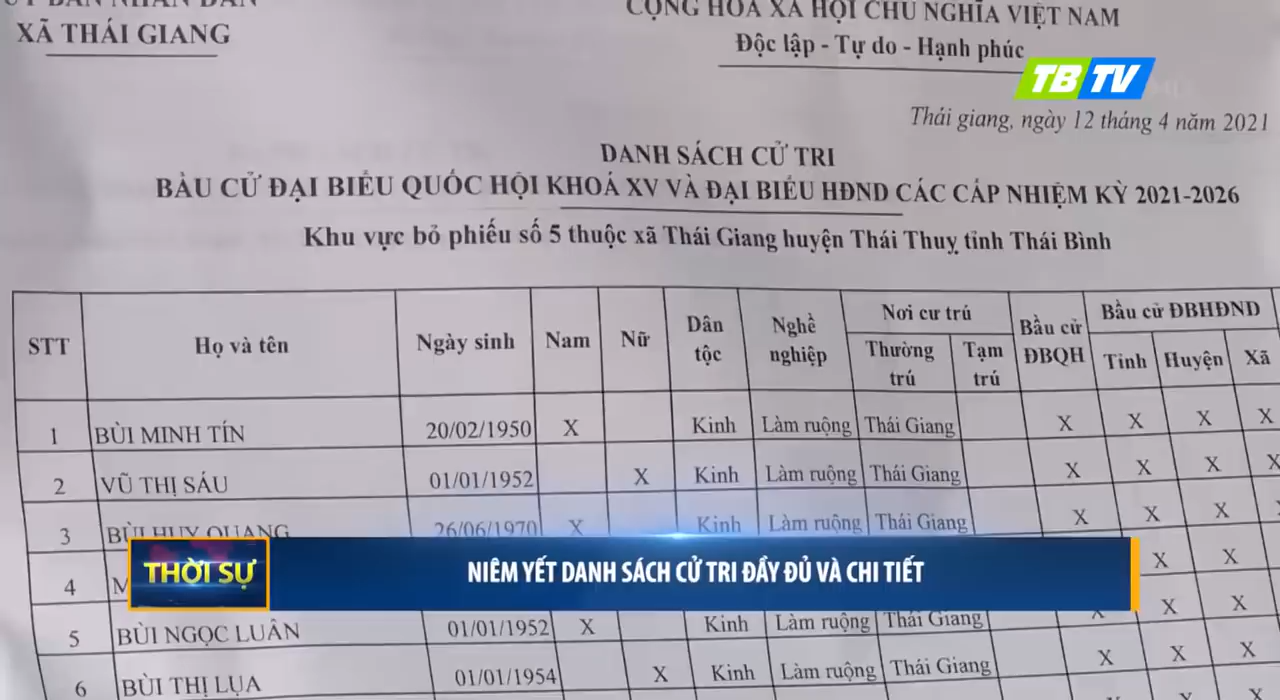 XÃ THÁI GIANG
CỘNG HOÀ XÃ HỘI CHỦ NGHĨA VIỆT NAM
Độc lập - Tự do - Hạnh phúc
TBTV
Thái giang, ngày 12 tháng 4 năm 2021
DANH SÁCH CỬ TRI
BẦU CỬ ĐẠI BIỂU QUỐC HỘI KHOÁ XV VÀ ĐẠI BIỂU HĐND CÁC CẤP NHIỆM KỲ 2021-2026
Khu vực bỏ phiếu số 5 thuộc xã Thái Giang huyện Thái Thuỵ tỉnh Thái Bình
STT Họ và tên Ngày sinh Nam Nữ Dân tộc Nghề nghiệp Nơi cư trú Bầu cử ĐBQH Bầu cử ĐBHĐND
Thường trú Tạm trú Tỉnh Huyện Xã
1 BÙI MINH TÍN 20/02/1950 X Kinh Làm ruộng Thái Giang X X X X
2 VŨ THỊ SÁU 01/01/1952 X Kinh Làm ruộng Thái Giang X X X X
3 BÙI HUY QUANG 26/06/1970 X Kinh Làm ruộng Thái Giang X X X
4 X X
THỜI SỰ
NIÊM YẾT DANH SÁCH CỬ TRI ĐẦY ĐỦ VÀ CHI TIẾT
5 BÙI NGỌC LUÂN 01/01/1952 X Kinh Làm ruộng Thái Giang X X X
6 BÙI THỊ LỤA 01/01/1954 X Kinh Làm ruộng Thái Giang X X X